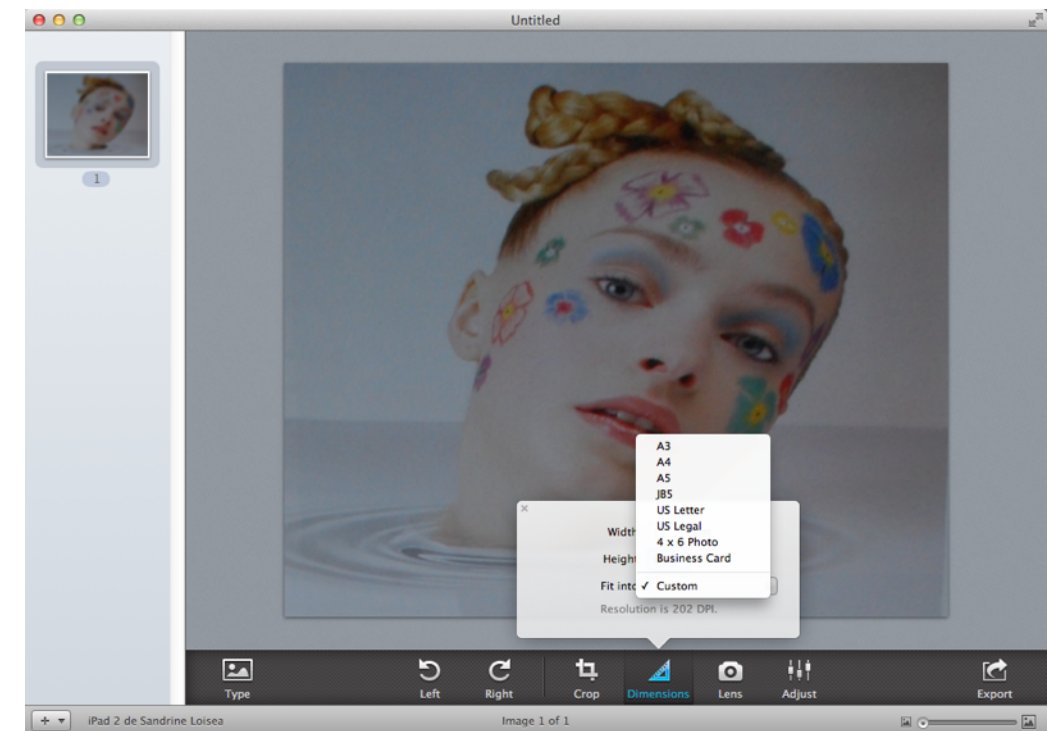 Untitled
1
A3
A4
A5
JB5
US Letter
US Legal
4 x 6 Photo
Business Card
✓ Custom
Width
Height
Fit into
Resolution is 202 DPI.
Type
Left
Right
Crop
Dimensions
Lens
Adjust
Export
iPad 2 de Sandrine Loisea
Image 1 of 1